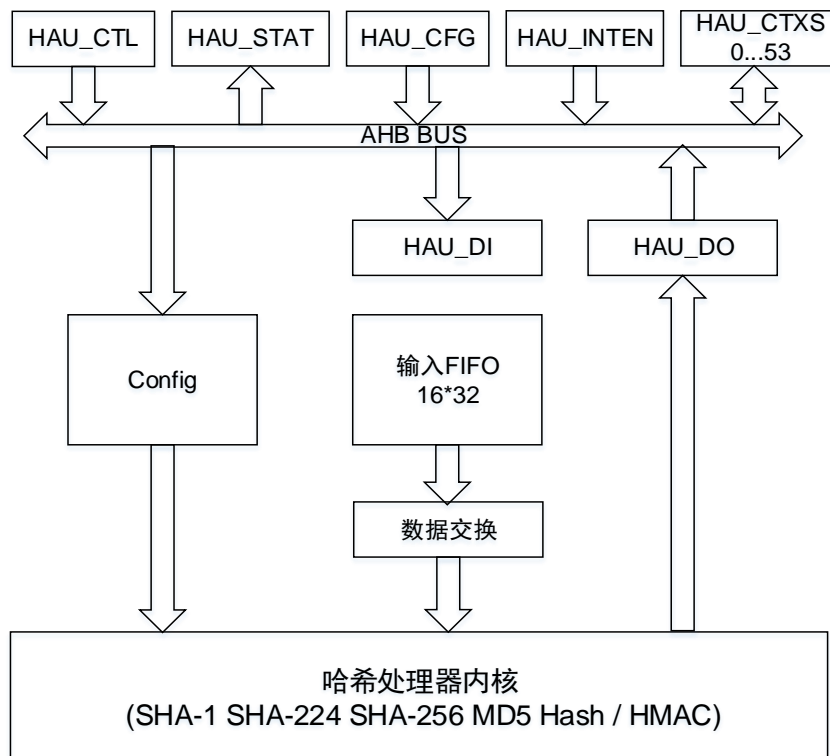 HAU_CTL
HAU_STAT
HAU_CFG
HAU_INTEN
HAU_CTXS
0...53
AHB BUS
HAU_DI
HAU_DO
Config
输入FIFO
16*32
数据交换
哈希处理器内核
(SHA-1 SHA-224 SHA-256 MD5 Hash / HMAC)